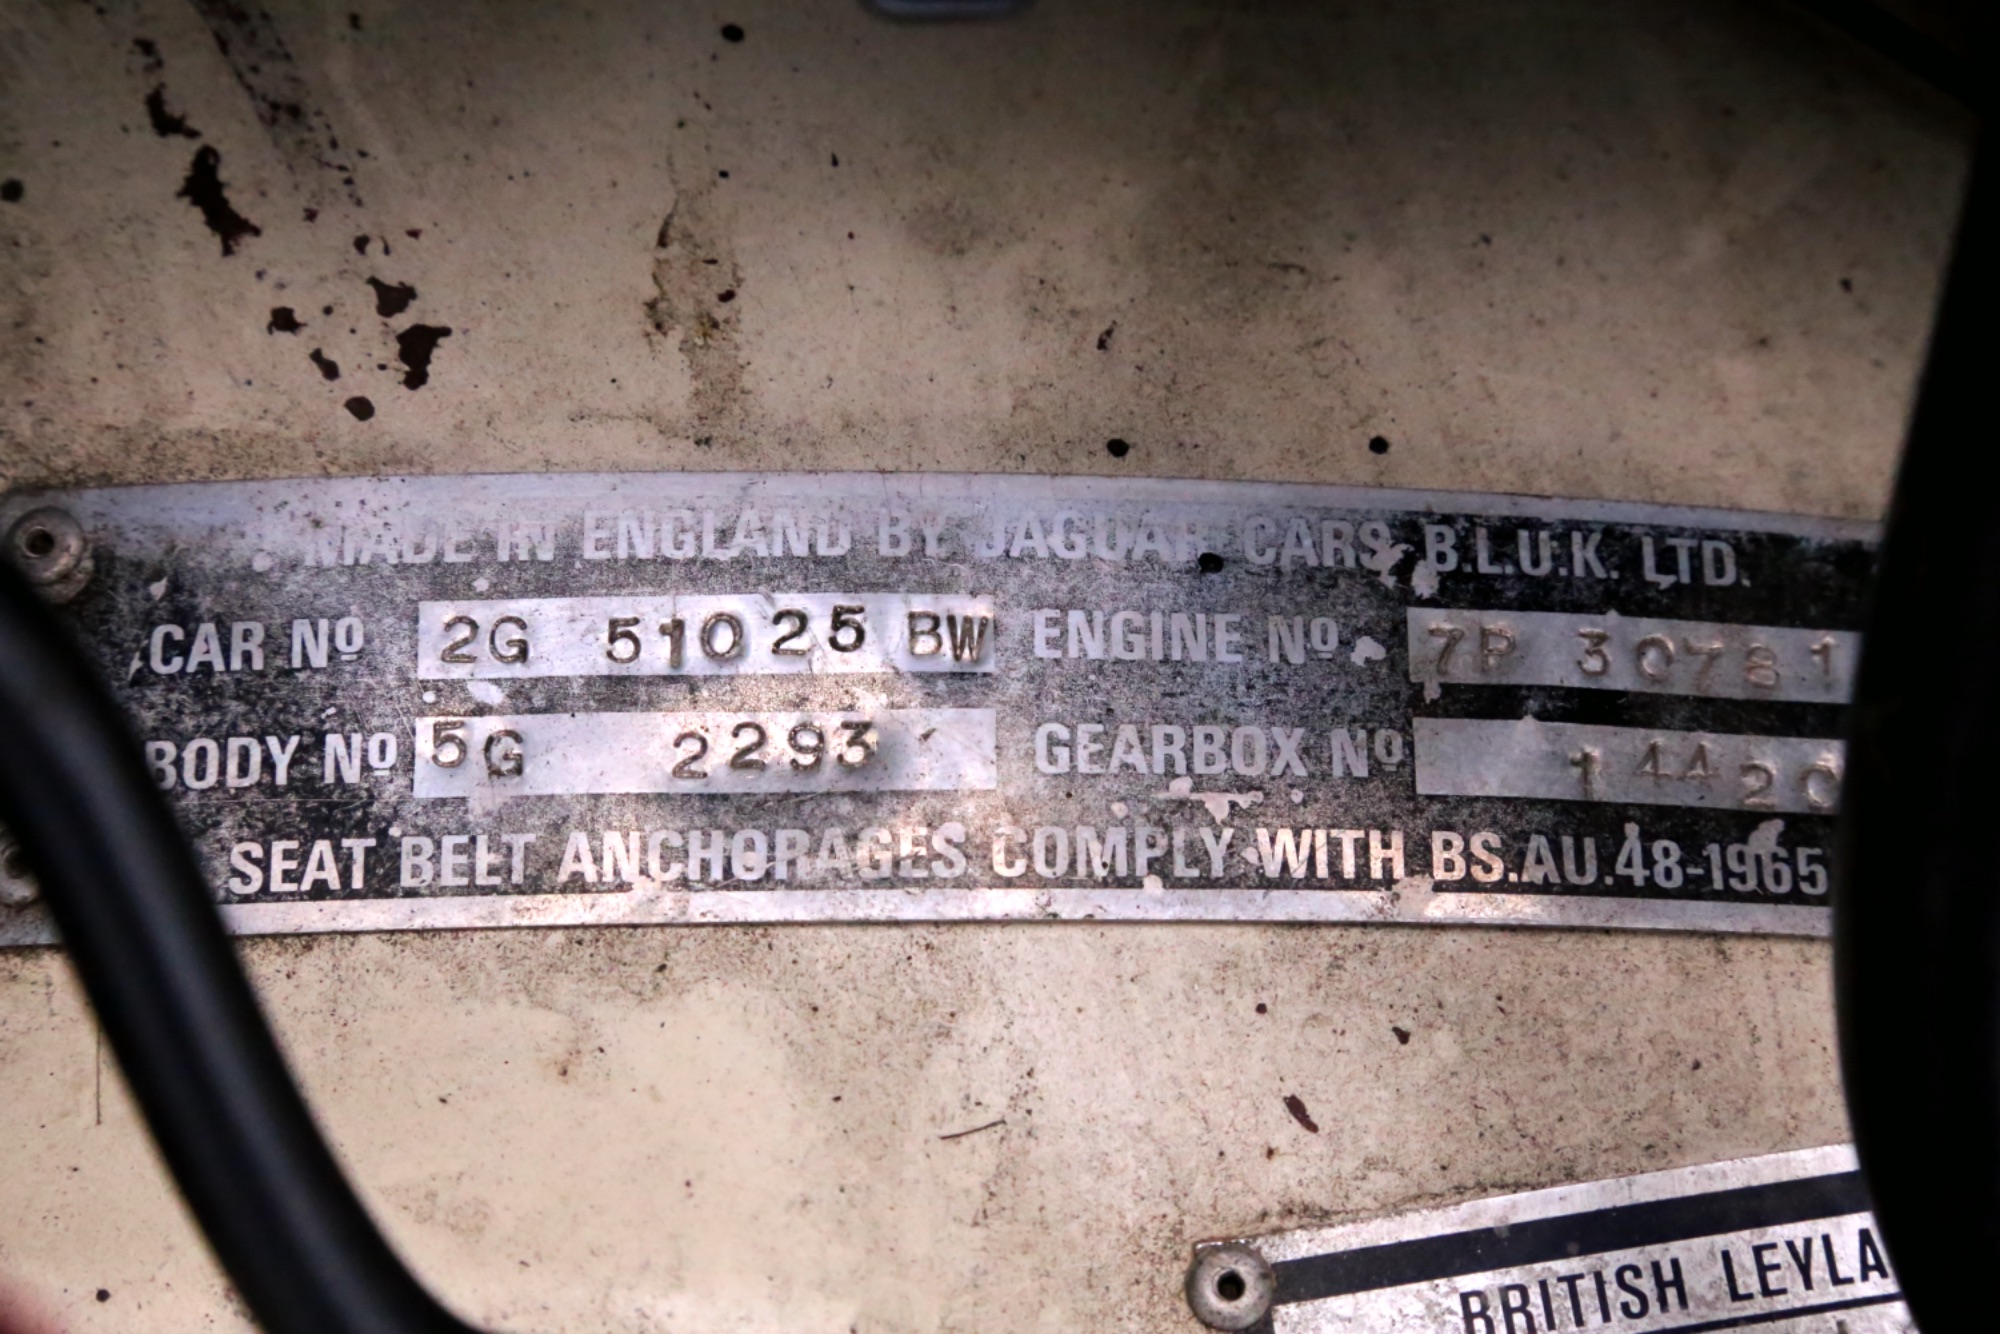 MADE IN ENGLAND BY JAGUAR CARS B.L.U.K. LTD.
CAR Nº 2G 51025 BW ENGINE Nº 7P 30781
BODY Nº 5G 2293 GEARBOX Nº 14420
SEAT BELT ANCHORAGES COMPLY WITH BS.AU.48-1965
BRITISH LEYLA